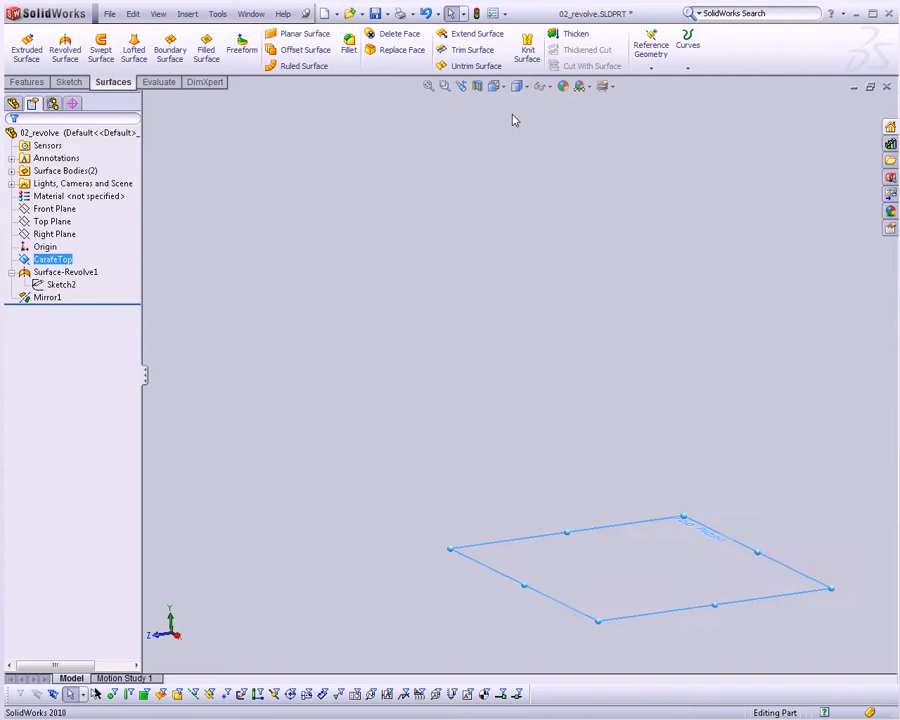 SolidWorks File Edit View Insert Tools Window Help 02_revolve.SLDPRT * SolidWorks Search
Extruded Surface Revolved Surface Swept Surface Lofted Surface Boundary Surface Filled Surface Freeform
Planar Surface
Offset Surface
Ruled Surface
Fillet
Delete Face
Replace Face
Extend Surface
Trim Surface
Untrim Surface
Knit Surface
Thicken
Thickened Cut
Cut With Surface
Reference Geometry
Curves
Features Sketch Surfaces Evaluate DimXpert
02_revolve (Default<<Default>_
Sensors
Annotations
Surface Bodies(2)
Lights, Cameras and Scene
Material <not specified>
Front Plane
Top Plane
Right Plane
Origin
CarafeTop
Surface-Revolve1
Sketch2
Mirror1
Y
Z
Model Motion Study 1
SolidWorks 2010 Editing Part